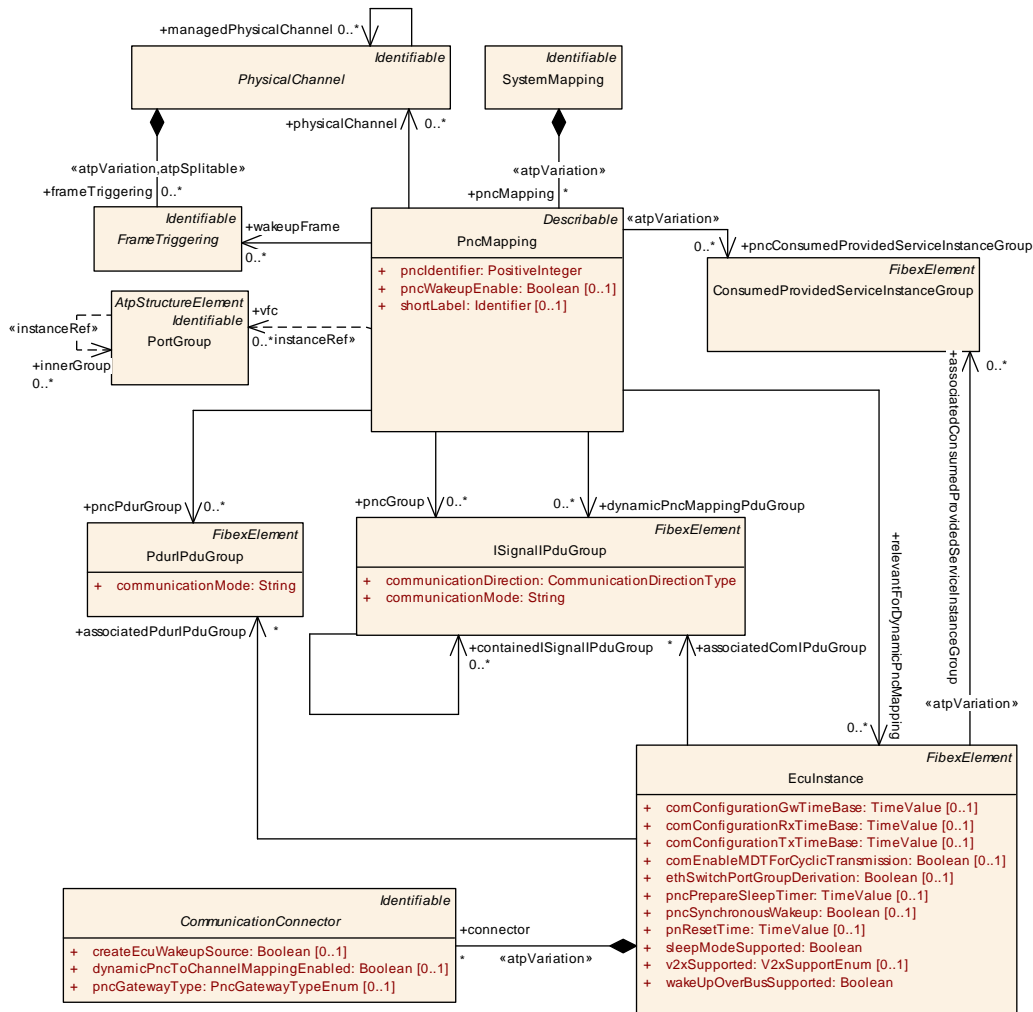 +managedPhysicalChannel 0..*
Identifiable
PhysicalChannel
Identifiable
SystemMapping
+physicalChannel 0..*
«atpVariation,atpSplitable»
+frameTriggering 0..*
«atpVariation»
+pncMapping *
Identifiable
FrameTriggering
+wakeupFrame
0..*
Describable
PncMapping
+ pncIdentifier: PositiveInteger
+ pncWakeupEnable: Boolean [0..1]
+ shortLabel: Identifier [0..1]
«atpVariation»
0..* +pncConsumedProvidedServiceInstanceGroup
FibexElement
ConsumedProvidedServiceInstanceGroup
AtpStructureElement
Identifiable
PortGroup
«instanceRef»
+innerGroup
0..*
+vfc
0..* «instanceRef»
+associatedConsumedProvidedServiceInstanceGroup
0..*
«atpVariation»
+pncPdurGroup 0..*
+pncGroup 0..*
0..* +dynamicPncMappingPduGroup
FibexElement
PdurIPduGroup
+ communicationMode: String
FibexElement
ISignalIPduGroup
+ communicationDirection: CommunicationDirectionType
+ communicationMode: String
+relevantForDynamicPncMapping
0..*
+associatedPdurIPduGroup *
+containedISignalIPduGroup
0..*
* +associatedComIPduGroup
FibexElement
EcuInstance
+ comConfigurationGwTimeBase: TimeValue [0..1]
+ comConfigurationRxTimeBase: TimeValue [0..1]
+ comConfigurationTxTimeBase: TimeValue [0..1]
+ comEnableMDTForCyclicTransmission: Boolean [0..1]
+ ethSwitchPortGroupDerivation: Boolean [0..1]
+ pncPrepareSleepTimer: TimeValue [0..1]
+ pncSynchronousWakeup: Boolean [0..1]
+ pnResetTime: TimeValue [0..1]
+ sleepModeSupported: Boolean
+ v2xSupported: V2xSupportEnum [0..1]
+ wakeUpOverBusSupported: Boolean
Identifiable
CommunicationConnector
+ createEcuWakeupSource: Boolean [0..1]
+ dynamicPncToChannelMappingEnabled: Boolean [0..1]
+ pncGatewayType: PncGatewayTypeEnum [0..1]
+connector
* «atpVariation»